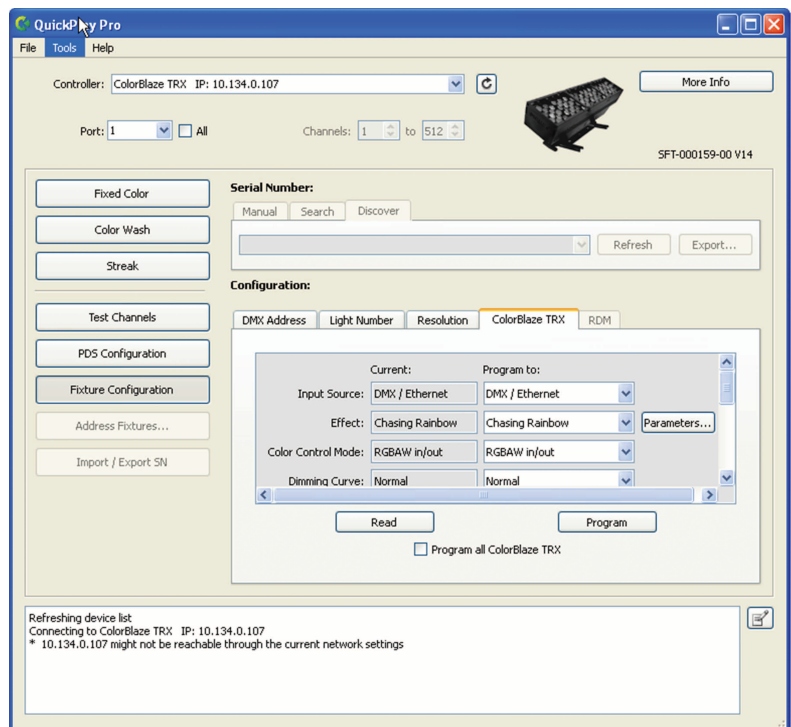 QuickPlay Pro
File Tools Help
Controller: ColorBlaze TRX IP: 10.134.0.107
More Info
Port: 1 All Channels: 1 to 512
SFT-000159-00 V14
Fixed Color
Color Wash
Streak
Test Channels
PDS Configuration
Fixture Configuration
Address Fixtures...
Import / Export SN
Serial Number:
Manual Search Discover
Refresh Export...
Configuration:
DMX Address Light Number Resolution ColorBlaze TRX RDM
Current: Program to:
Input Source: DMX / Ethernet DMX / Ethernet
Effect: Chasing Rainbow Chasing Rainbow Parameters...
Color Control Mode: RGBAW in/out RGBAW in/out
Dimming Curve: Normal Normal
Read Program
Program all ColorBlaze TRX
Refreshing device list
Connecting to ColorBlaze TRX IP: 10.134.0.107
* 10.134.0.107 might not be reachable through the current network settings